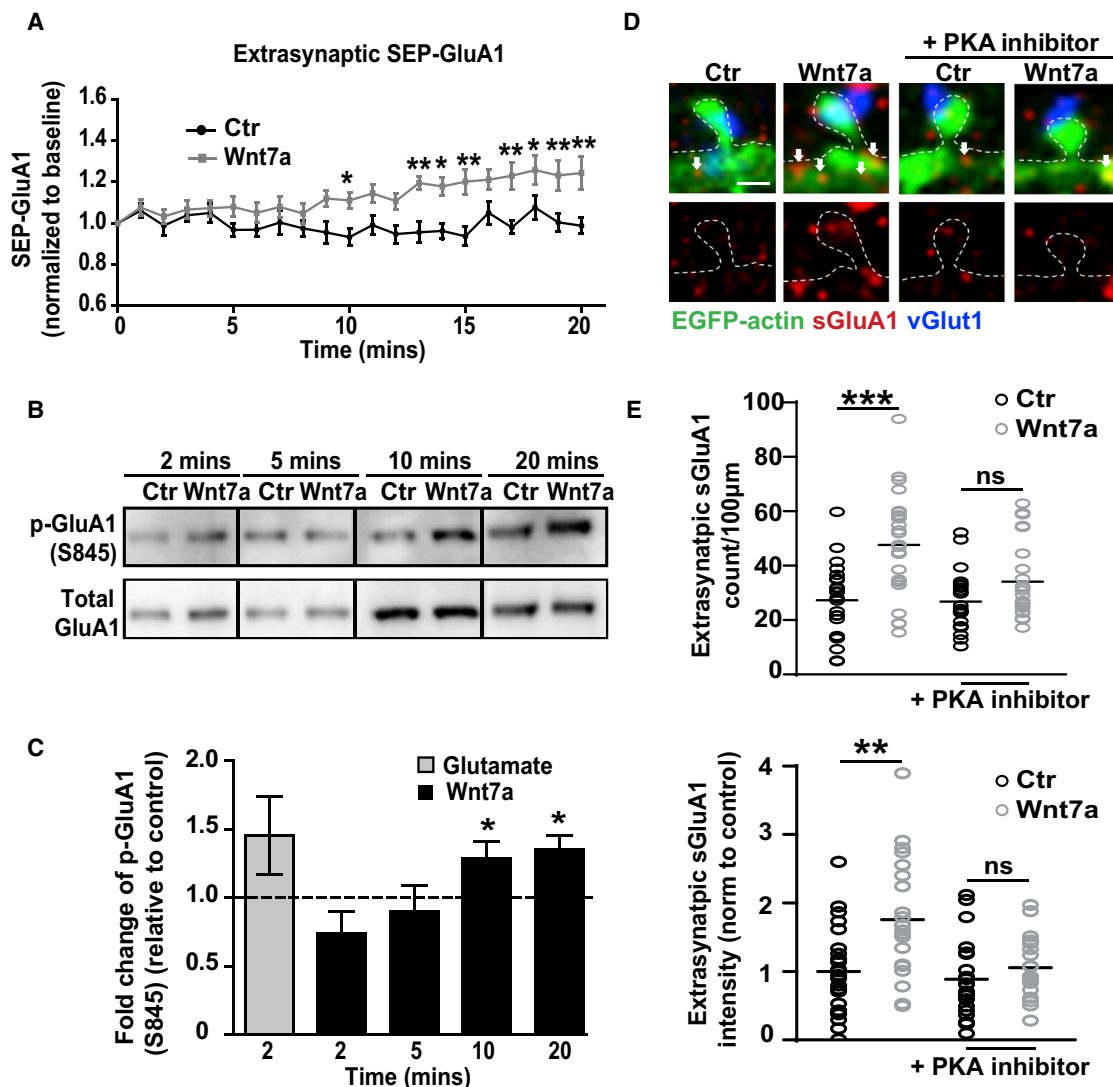 A
Extrasynaptic SEP-GluA1
SEP-GluA1
(normalized to baseline)
1.6
1.4
1.2
1.0
0.8
0.6
Ctr
Wnt7a
* ** * ** ** * ** **
0 5 10 15 20
Time (mins)
B
2 mins 5 mins 10 mins 20 mins
Ctr Wnt7a Ctr Wnt7a Ctr Wnt7a Ctr Wnt7a
p-GluA1
(S845)
Total
GluA1
C
Fold change of p-GluA1
(S845) (relative to control)
2.0
1.5
1.0
0.5
0
Glutamate
Wnt7a
* *
2 2 5 10 20
Time (mins)
D
+ PKA inhibitor
Ctr Wnt7a Ctr Wnt7a
EGFP-actin sGluA1 vGlut1
E
Extrasynatpic sGluA1
count/100µm
100
80
60
40
20
0
*** ns
Ctr
Wnt7a
+ PKA inhibitor
Extrasynatpic sGluA1
intensity (norm to control)
4
3
2
1
0
** ns
Ctr
Wnt7a
+ PKA inhibitor